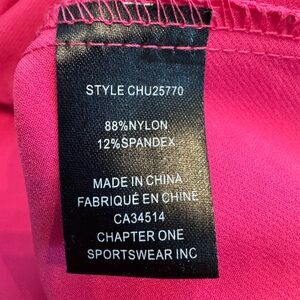 STYLE CHU25770
88%NYLON
12%SPANDEX
MADE IN CHINA
FABRIQUÉ EN CHINE
CA34514
CHAPTER ONE
SPORTSWEAR INC